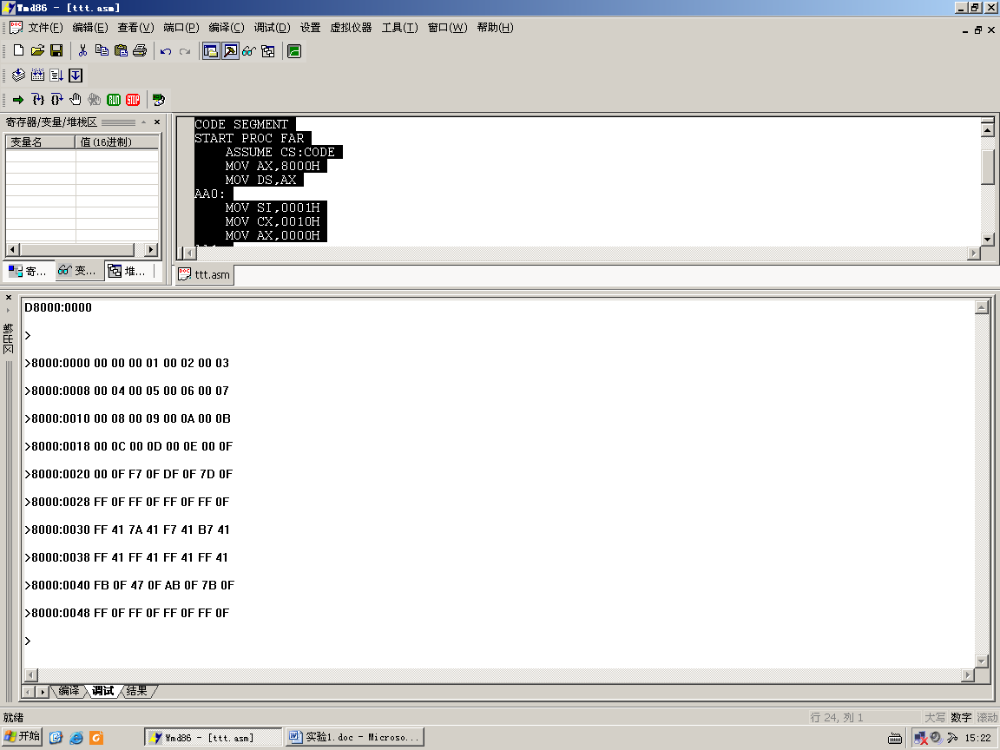 Wmd86 - [ttt.asm]
文件(F) 编辑(E) 查看(V) 端口(P) 编译(C) 调试(D) 设置 虚拟仪器 工具(T) 窗口(W) 帮助(H)
寄存器/变量/堆栈区
变量名 值(16进制)
CODE SEGMENT
START PROC FAR
ASSUME CS:CODE
MOV AX,8000H
MOV DS,AX
AA0:
MOV SI,0001H
MOV CX,0010H
MOV AX,0000H
寄... 变... 堆...
ttt.asm
D8000:0000
>
>8000:0000 00 00 00 01 00 02 00 03
>8000:0008 00 04 00 05 00 06 00 07
>8000:0010 00 08 00 09 00 0A 00 0B
>8000:0018 00 0C 00 0D 00 0E 00 0F
>8000:0020 00 0F F7 0F DF 0F 7D 0F
>8000:0028 FF 0F FF 0F FF 0F FF 0F
>8000:0030 FF 41 7A 41 F7 41 B7 41
>8000:0038 FF 41 FF 41 FF 41 FF 41
>8000:0040 FB 0F 47 0F AB 0F 7B 0F
>8000:0048 FF 0F FF 0F FF 0F FF 0F
>
编译 调试 结果
就绪
行 24, 列 1 大写 数字 滚动
开始 Wmd86 - [ttt.asm] 实验1.doc - Microso... 15:22